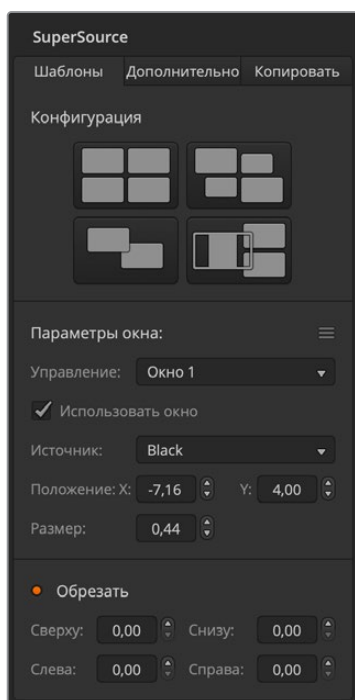 SuperSource
Шаблоны Дополнительно Копировать
Конфигурация
Параметры окна:
Управление: Окно 1
Использовать окно
Источник: Black
Положение: X: -7,16 Y: 4,00
Размер: 0,44
Обрезать
Сверху: 0,00 Снизу: 0,00
Слева: 0,00 Справа: 0,00